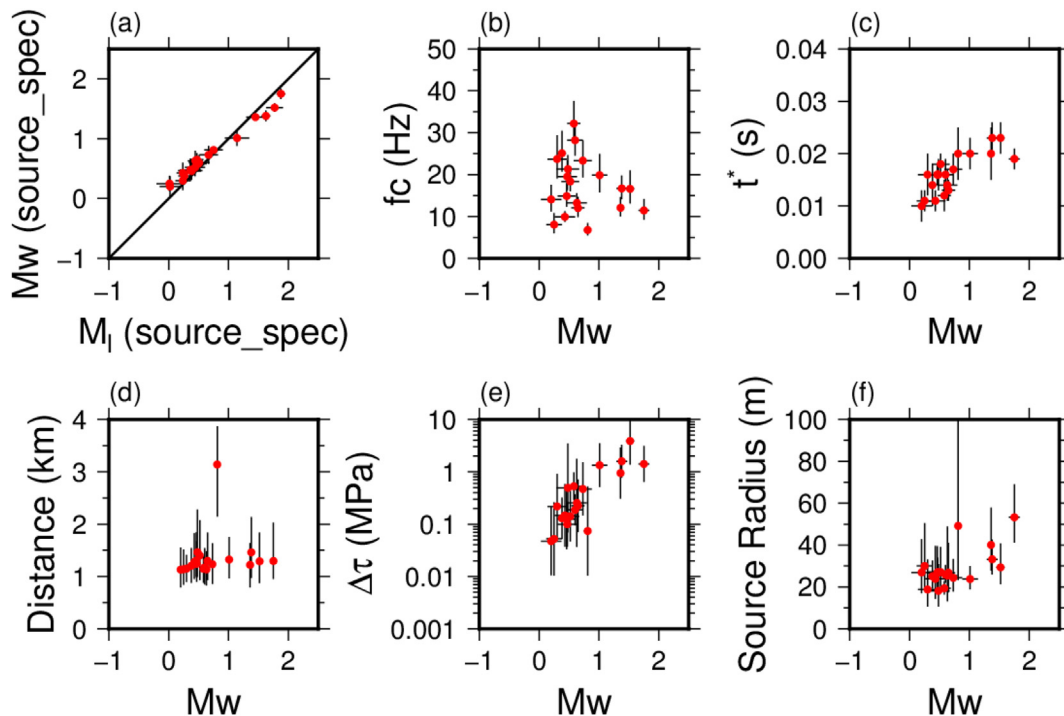 (a)
Mw (source_spec)
2
1
0
−1
−1 0 1 2
Mₗ (source_spec)
(b)
fc (Hz)
50
40
30
20
10
0
−1 0 1 2
Mw
(c)
t* (s)
0.04
0.03
0.02
0.01
0.00
−1 0 1 2
Mw
(d)
Distance (km)
4
3
2
1
0
−1 0 1 2
Mw
(e)
Δτ (MPa)
10
1
0.1
0.01
0.001
−1 0 1 2
Mw
(f)
Source Radius (m)
100
80
60
40
20
0
−1 0 1 2
Mw